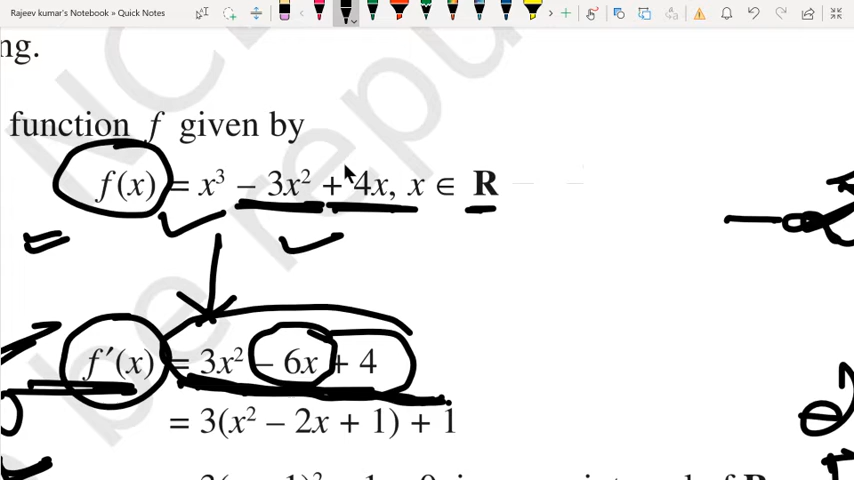 Rajeev kumar's Notebook » Quick Notes
ng.
function f given by
f(x) = x³ – 3x² + 4x, x ∈ R
f′(x) = 3x² – 6x + 4
= 3(x² – 2x + 1) + 1